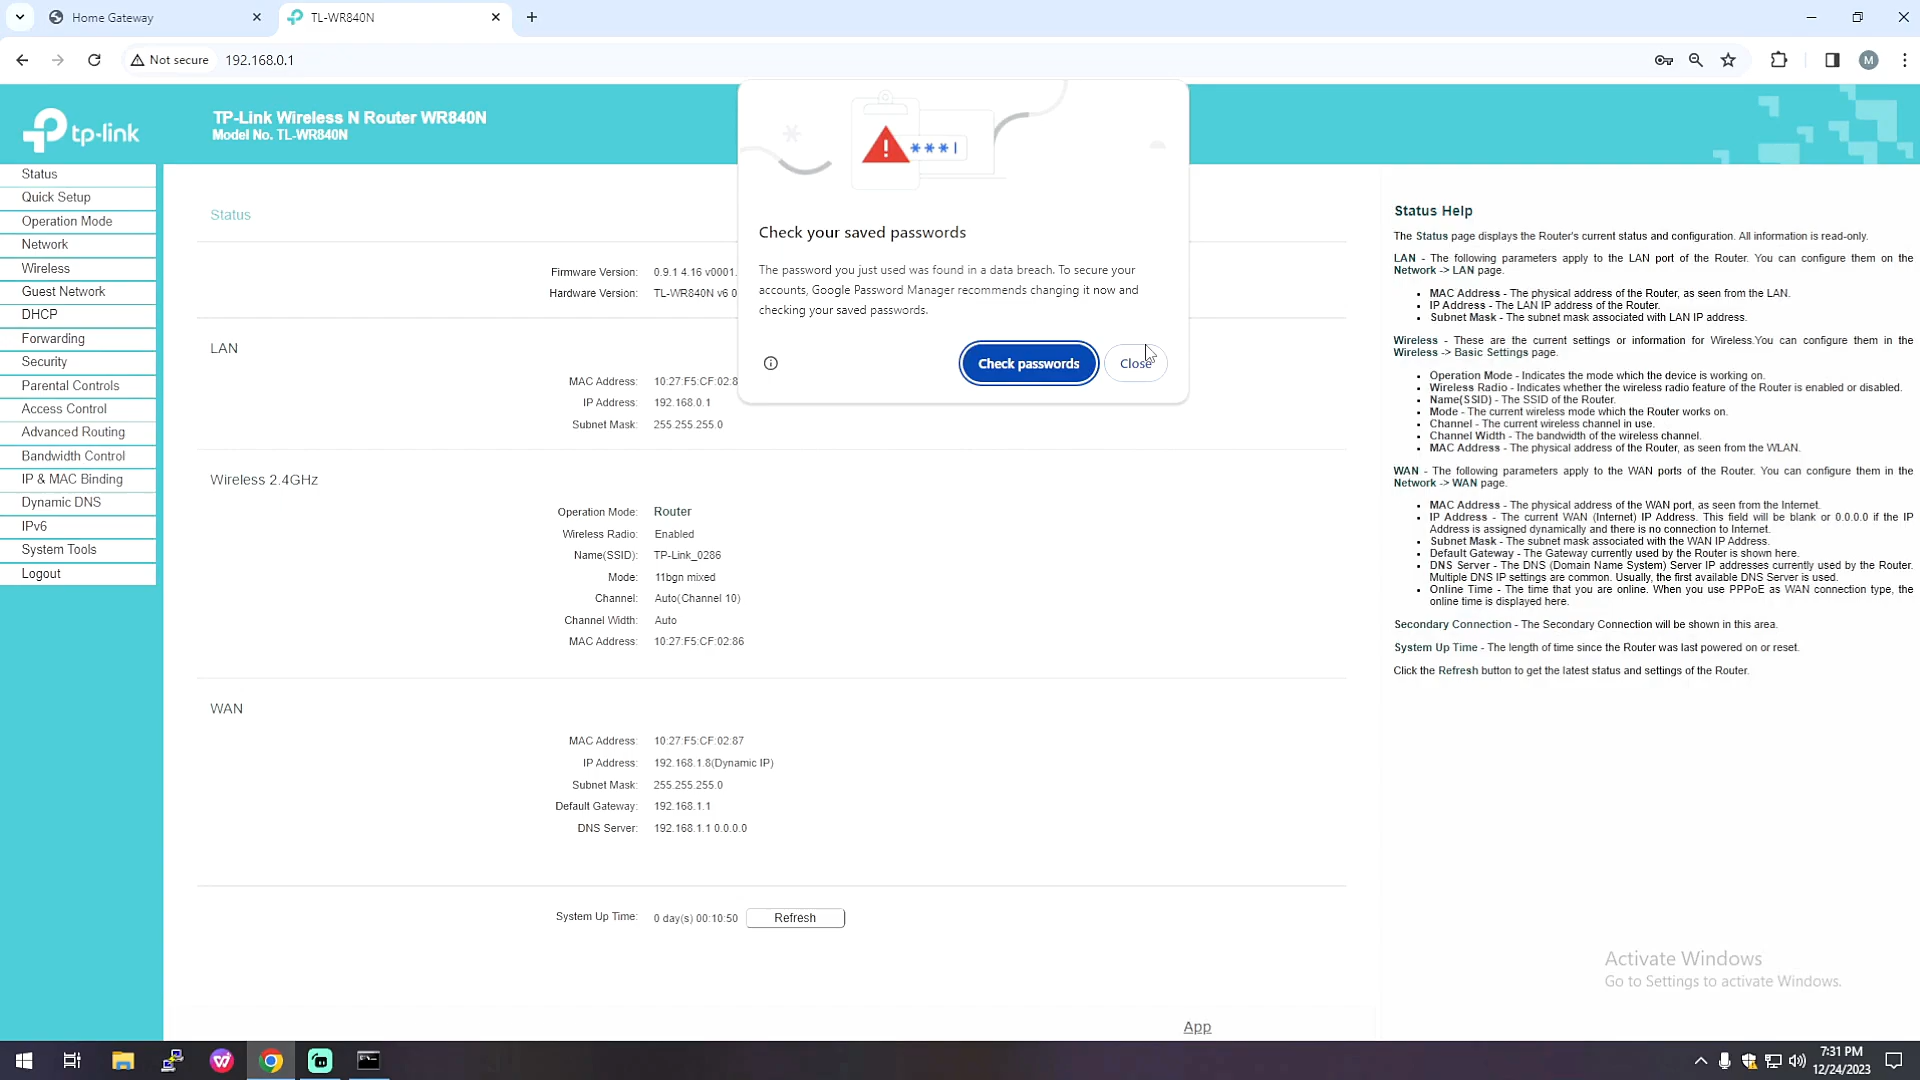 Home Gateway
TL-WR840N
Not secure
192.168.0.1
M
tp-link
TP-Link Wireless N Router WR840N
Model No. TL-WR840N
Status
Quick Setup
Operation Mode
Network
Wireless
Guest Network
DHCP
Forwarding
Security
Parental Controls
Access Control
Advanced Routing
Bandwidth Control
IP & MAC Binding
Dynamic DNS
IPv6
System Tools
Logout
Status
Firmware Version: 0.9.1 4.16 v0001.
Hardware Version: TL-WR840N v6 0
LAN
MAC Address: 10:27:F5:CF:02:8
IP Address: 192.168.0.1
Subnet Mask: 255.255.255.0
Wireless 2.4GHz
Operation Mode: Router
Wireless Radio: Enabled
Name(SSID): TP-Link_0286
Mode: 11bgn mixed
Channel: Auto(Channel 10)
Channel Width: Auto
MAC Address: 10:27:F5:CF:02:86
WAN
MAC Address: 10:27:F5:CF:02:87
IP Address: 192.168.1.8(Dynamic IP)
Subnet Mask: 255.255.255.0
Default Gateway: 192.168.1.1
DNS Server: 192.168.1.1 0.0.0.0
System Up Time: 0 day(s) 00:10:50 Refresh
App
***
Check your saved passwords
The password you just used was found in a data breach. To secure your
accounts, Google Password Manager recommends changing it now and
checking your saved passwords.
Check passwords
Close
Status Help
The Status page displays the Router's current status and configuration. All information is read-only.
LAN - The following parameters apply to the LAN port of the Router. You can configure them on the
Network -> LAN page.
• MAC Address - The physical address of the Router, as seen from the LAN.
• IP Address - The LAN IP address of the Router.
• Subnet Mask - The subnet mask associated with LAN IP address.
Wireless - These are the current settings or information for Wireless.You can configure them in the
Wireless -> Basic Settings page.
• Operation Mode - Indicates the mode which the device is working on.
• Wireless Radio - Indicates whether the wireless radio feature of the Router is enabled or disabled.
• Name(SSID) - The SSID of the Router.
• Mode - The current wireless mode which the Router works on.
• Channel - The current wireless channel in use.
• Channel Width - The bandwidth of the wireless channel.
• MAC Address - The physical address of the Router, as seen from the WLAN.
WAN - The following parameters apply to the WAN ports of the Router. You can configure them in the
Network -> WAN page.
• MAC Address - The physical address of the WAN port, as seen from the Internet.
• IP Address - The current WAN (Internet) IP Address. This field will be blank or 0.0.0.0 if the IP
Address is assigned dynamically and there is no connection to Internet.
• Subnet Mask - The subnet mask associated with the WAN IP Address.
• Default Gateway - The Gateway currently used by the Router is shown here.
• DNS Server - The DNS (Domain Name System) Server IP addresses currently used by the Router.
Multiple DNS IP settings are common. Usually, the first available DNS Server is used.
• Online Time - The time that you are online. When you use PPPoE as WAN connection type, the
online time is displayed here.
Secondary Connection - The Secondary Connection will be shown in this area.
System Up Time - The length of time since the Router was last powered on or reset.
Click the Refresh button to get the latest status and settings of the Router.
Activate Windows
Go to Settings to activate Windows.
7:31 PM
12/24/2023